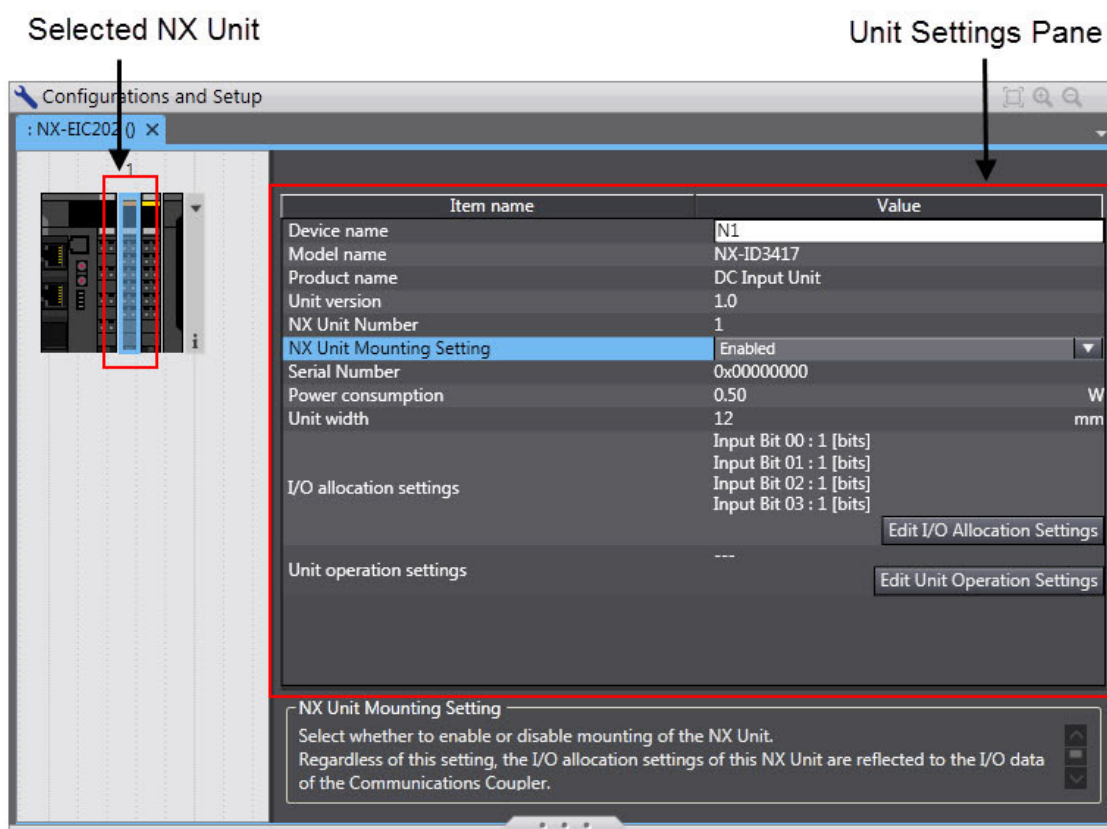 Selected NX Unit
Unit Settings Pane
Configurations and Setup
: NX-EIC202 ()
1
i
Item name Value
Device name N1
Model name NX-ID3417
Product name DC Input Unit
Unit version 1.0
NX Unit Number 1
NX Unit Mounting Setting Enabled
Serial Number 0x00000000
Power consumption 0.50 W
Unit width 12 mm
I/O allocation settings
Input Bit 00 : 1 [bits]
Input Bit 01 : 1 [bits]
Input Bit 02 : 1 [bits]
Input Bit 03 : 1 [bits]
Edit I/O Allocation Settings
Unit operation settings
---
Edit Unit Operation Settings
NX Unit Mounting Setting
Select whether to enable or disable mounting of the NX Unit.
Regardless of this setting, the I/O allocation settings of this NX Unit are reflected to the I/O data
of the Communications Coupler.